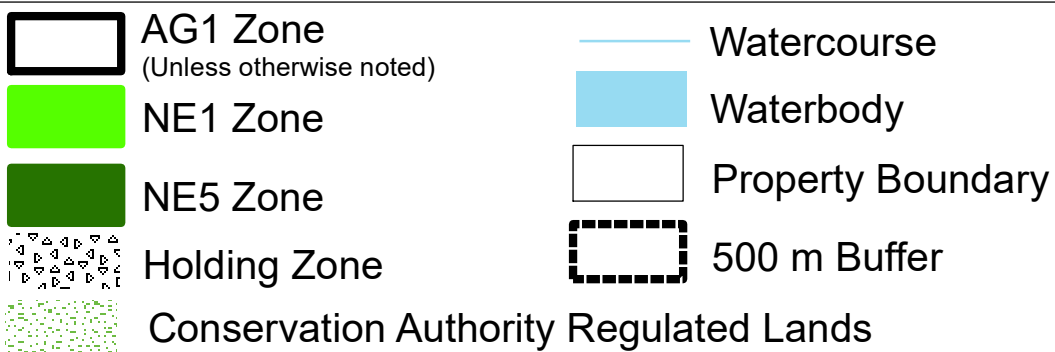 AG1 Zone
(Unless otherwise noted)
NE1 Zone
NE5 Zone
Holding Zone
Conservation Authority Regulated Lands
Watercourse
Waterbody
Property Boundary
500 m Buffer